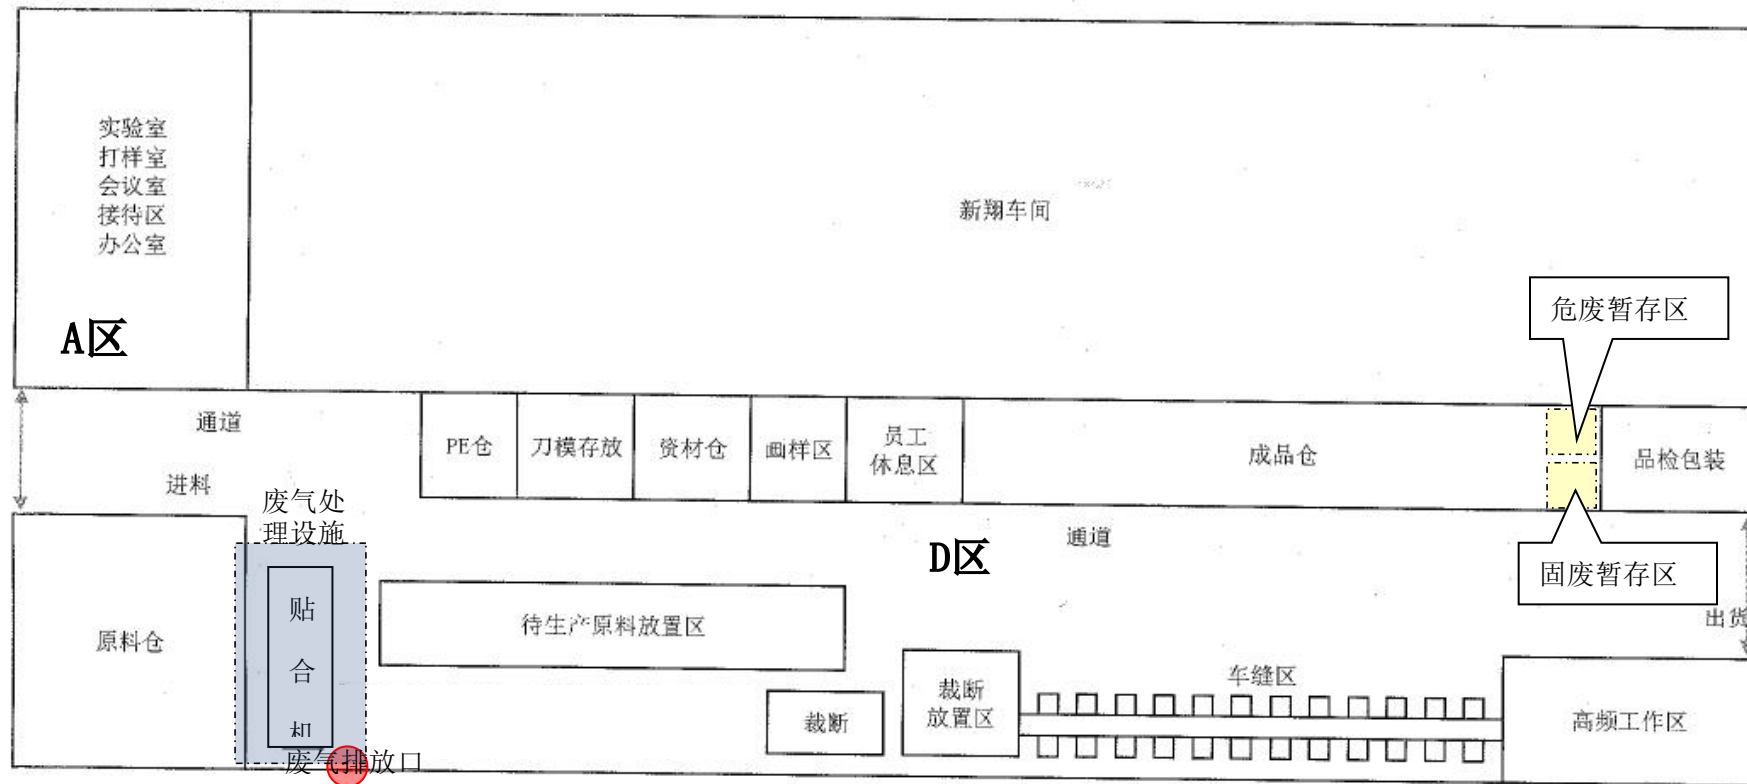 实验室
打样室
会议室
接待区
办公室
新翔车间
A区
危废暂存区
通道
进料
PE仓
刀模存放
资材仓
画样区
员工
休息区
成品仓
品检包装
废气处
理设施
D区
通道
固废暂存区
出货
原料仓
贴
合
机
待生产原料放置区
裁断
裁断
放置区
车缝区
高频工作区
废气排放口